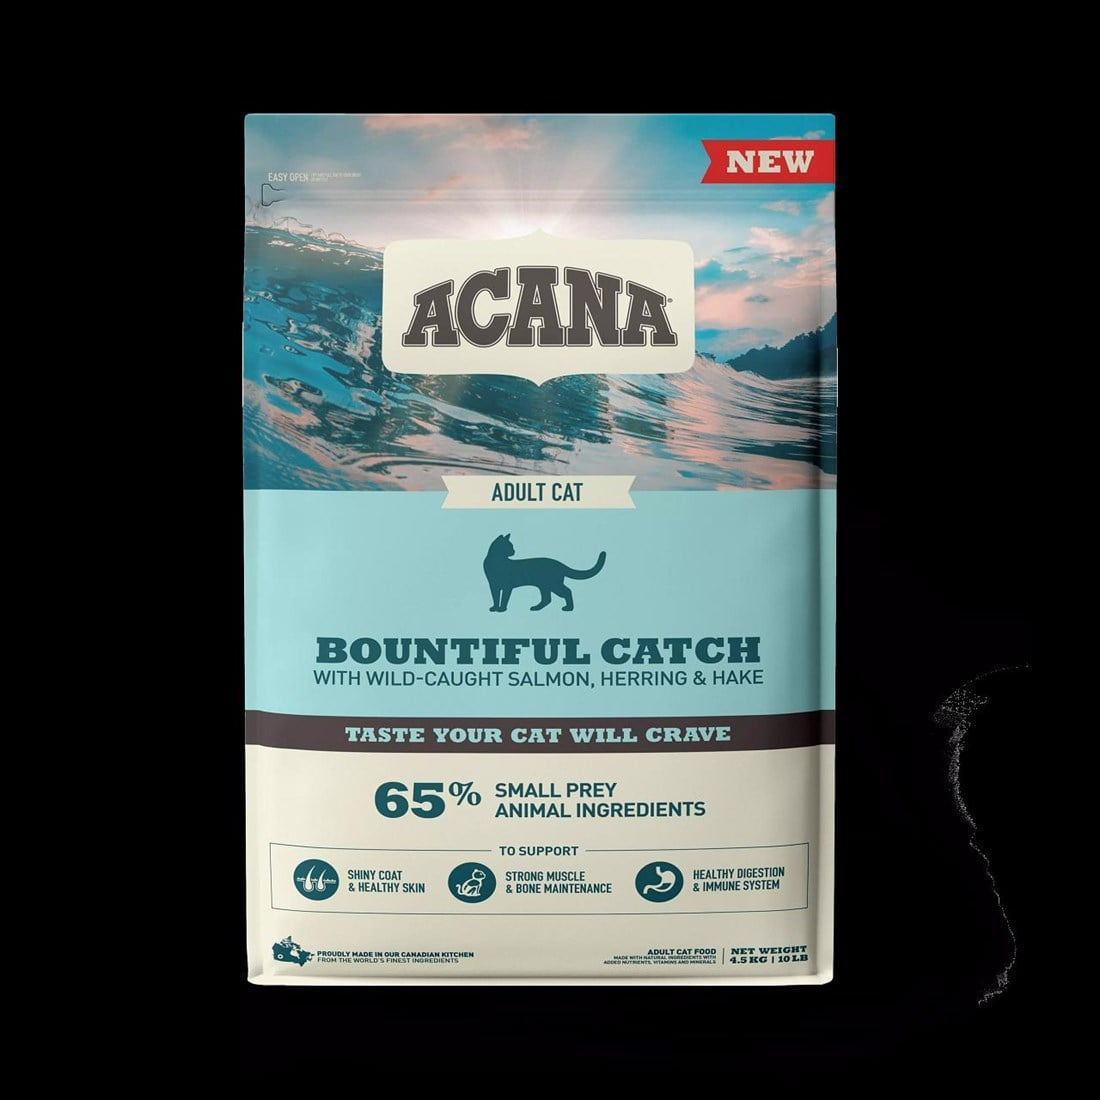 NEW
EASY OPEN
ACANA
ADULT CAT
BOUNTIFUL CATCH
WITH WILD-CAUGHT SALMON, HERRING & HAKE
TASTE YOUR CAT WILL CRAVE
65% SMALL PREY
ANIMAL INGREDIENTS
TO SUPPORT
SHINY COAT
& HEALTHY SKIN
STRONG MUSCLE
& BONE MAINTENANCE
HEALTHY DIGESTION
& IMMUNE SYSTEM
PROUDLY MADE IN OUR CANADIAN KITCHEN
FROM THE WORLD'S FINEST INGREDIENTS
ADULT CAT FOOD
MADE WITH NATURAL INGREDIENTS WITH
ADDED NUTRIENTS, VITAMINS AND MINERALS
NET WEIGHT
4.5 KG | 10 LB